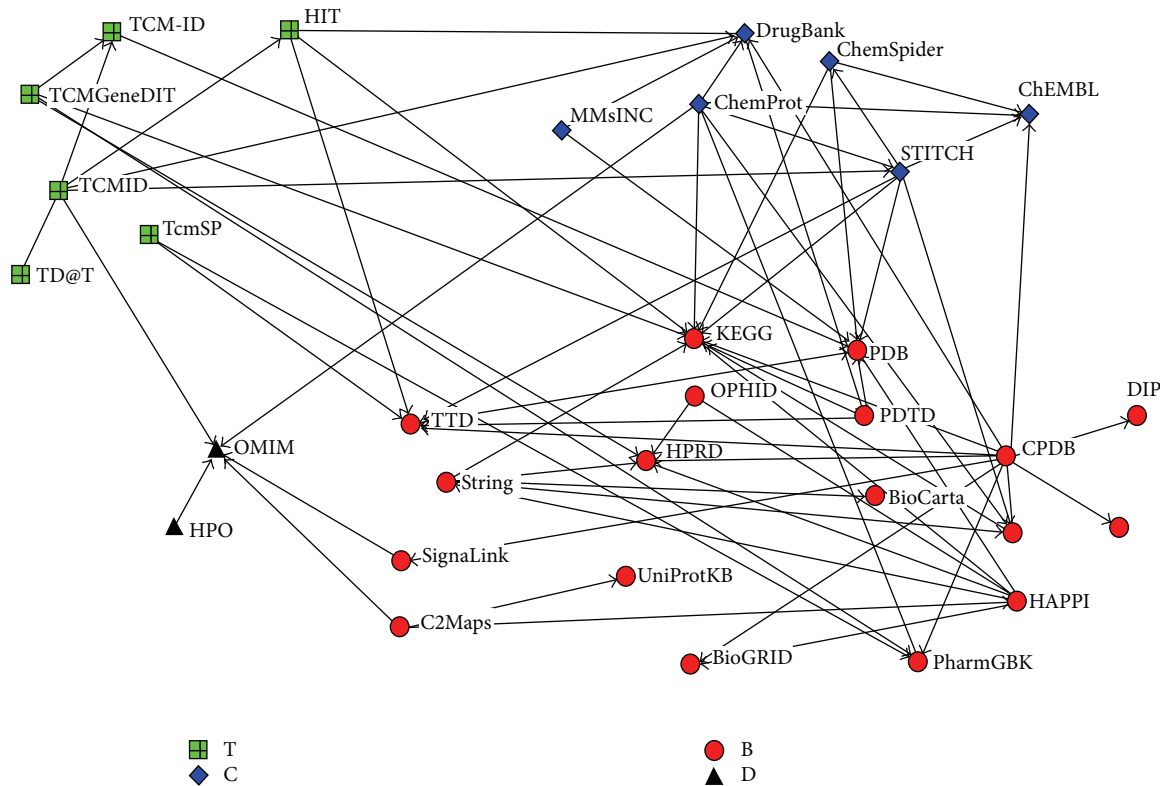 TCM-ID
HIT
DrugBank
ChemSpider
TCMGeneDIT
MMsINC
ChemProt
ChEMBL
STITCH
TCMID
TcmSP
TD@T
KEGG
PDB
OPHID
PDTD
DIP
TTD
OMIM
HPRD
CPDB
String
BioCarta
HPO
SignaLink
UniProtKB
HAPPI
C2Maps
BioGRID
PharmGBK
T
B
C
D